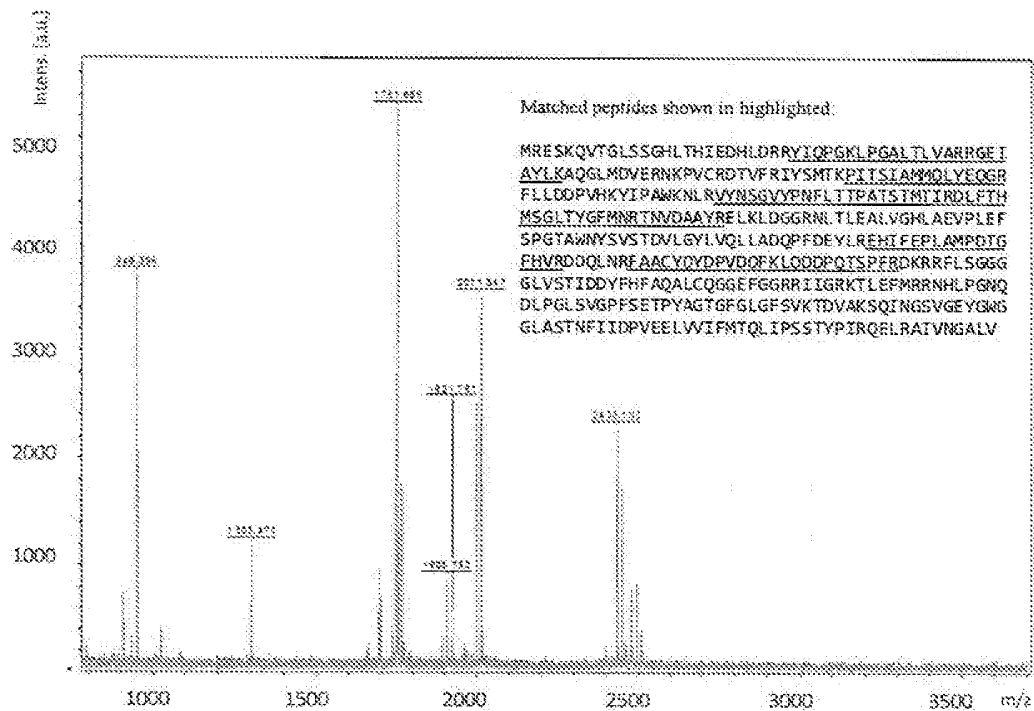 Intens. [a.u.]
5000
4000
3000
2000
1000
Matched peptides shown in highlighted.
MRESKQVTGLSSGHLTHIEDHLDRRYIQPGKLPGALTLVARRGEI
AYLKAQGLMDVERNKPVCRDTVFRIYSMTKPITSIAMMQLYEQGR
FLLDDPVHKYIPAWKNLRVYNSGVYPNFLTTPATSTMTIRDLFTH
MSGLTYGFMNRTNVDAAYRELKLDGGRNLTLEALVGHLAEVPLEF
SPGTAWNYSVSTDVLGYLVQLLADQPFDEYLREHIFEPLAMPDTG
FHVRDDQLNRFAACYQYDPVDQFKLQDDPQTSPFRDKRRFLSGGG
GLVSTIDDYFHFAQALCQGGEFGGRRIIGRKTLEFMRRNHLPGNQ
DLPGLSVGPFSETPYAGTGFGLGFSVKTDVAKSQINGSVGEYGWG
GLASTNFIIDPVEELVVIFMTQLIPSSTYPIRQELRAIVNGALV
1000 1500 2000 2500 3000 3500 m/z